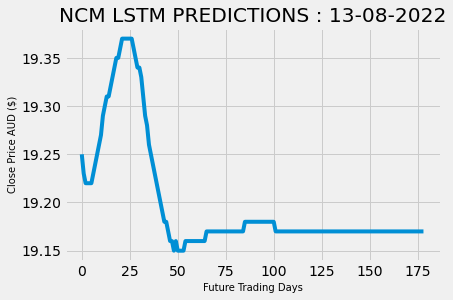 NCM LSTM PREDICTIONS : 13-08-2022
Close Price AUD ($)
19.35
19.30
19.25
19.20
19.15
0 25 50 75 100 125 150 175
Future Trading Days